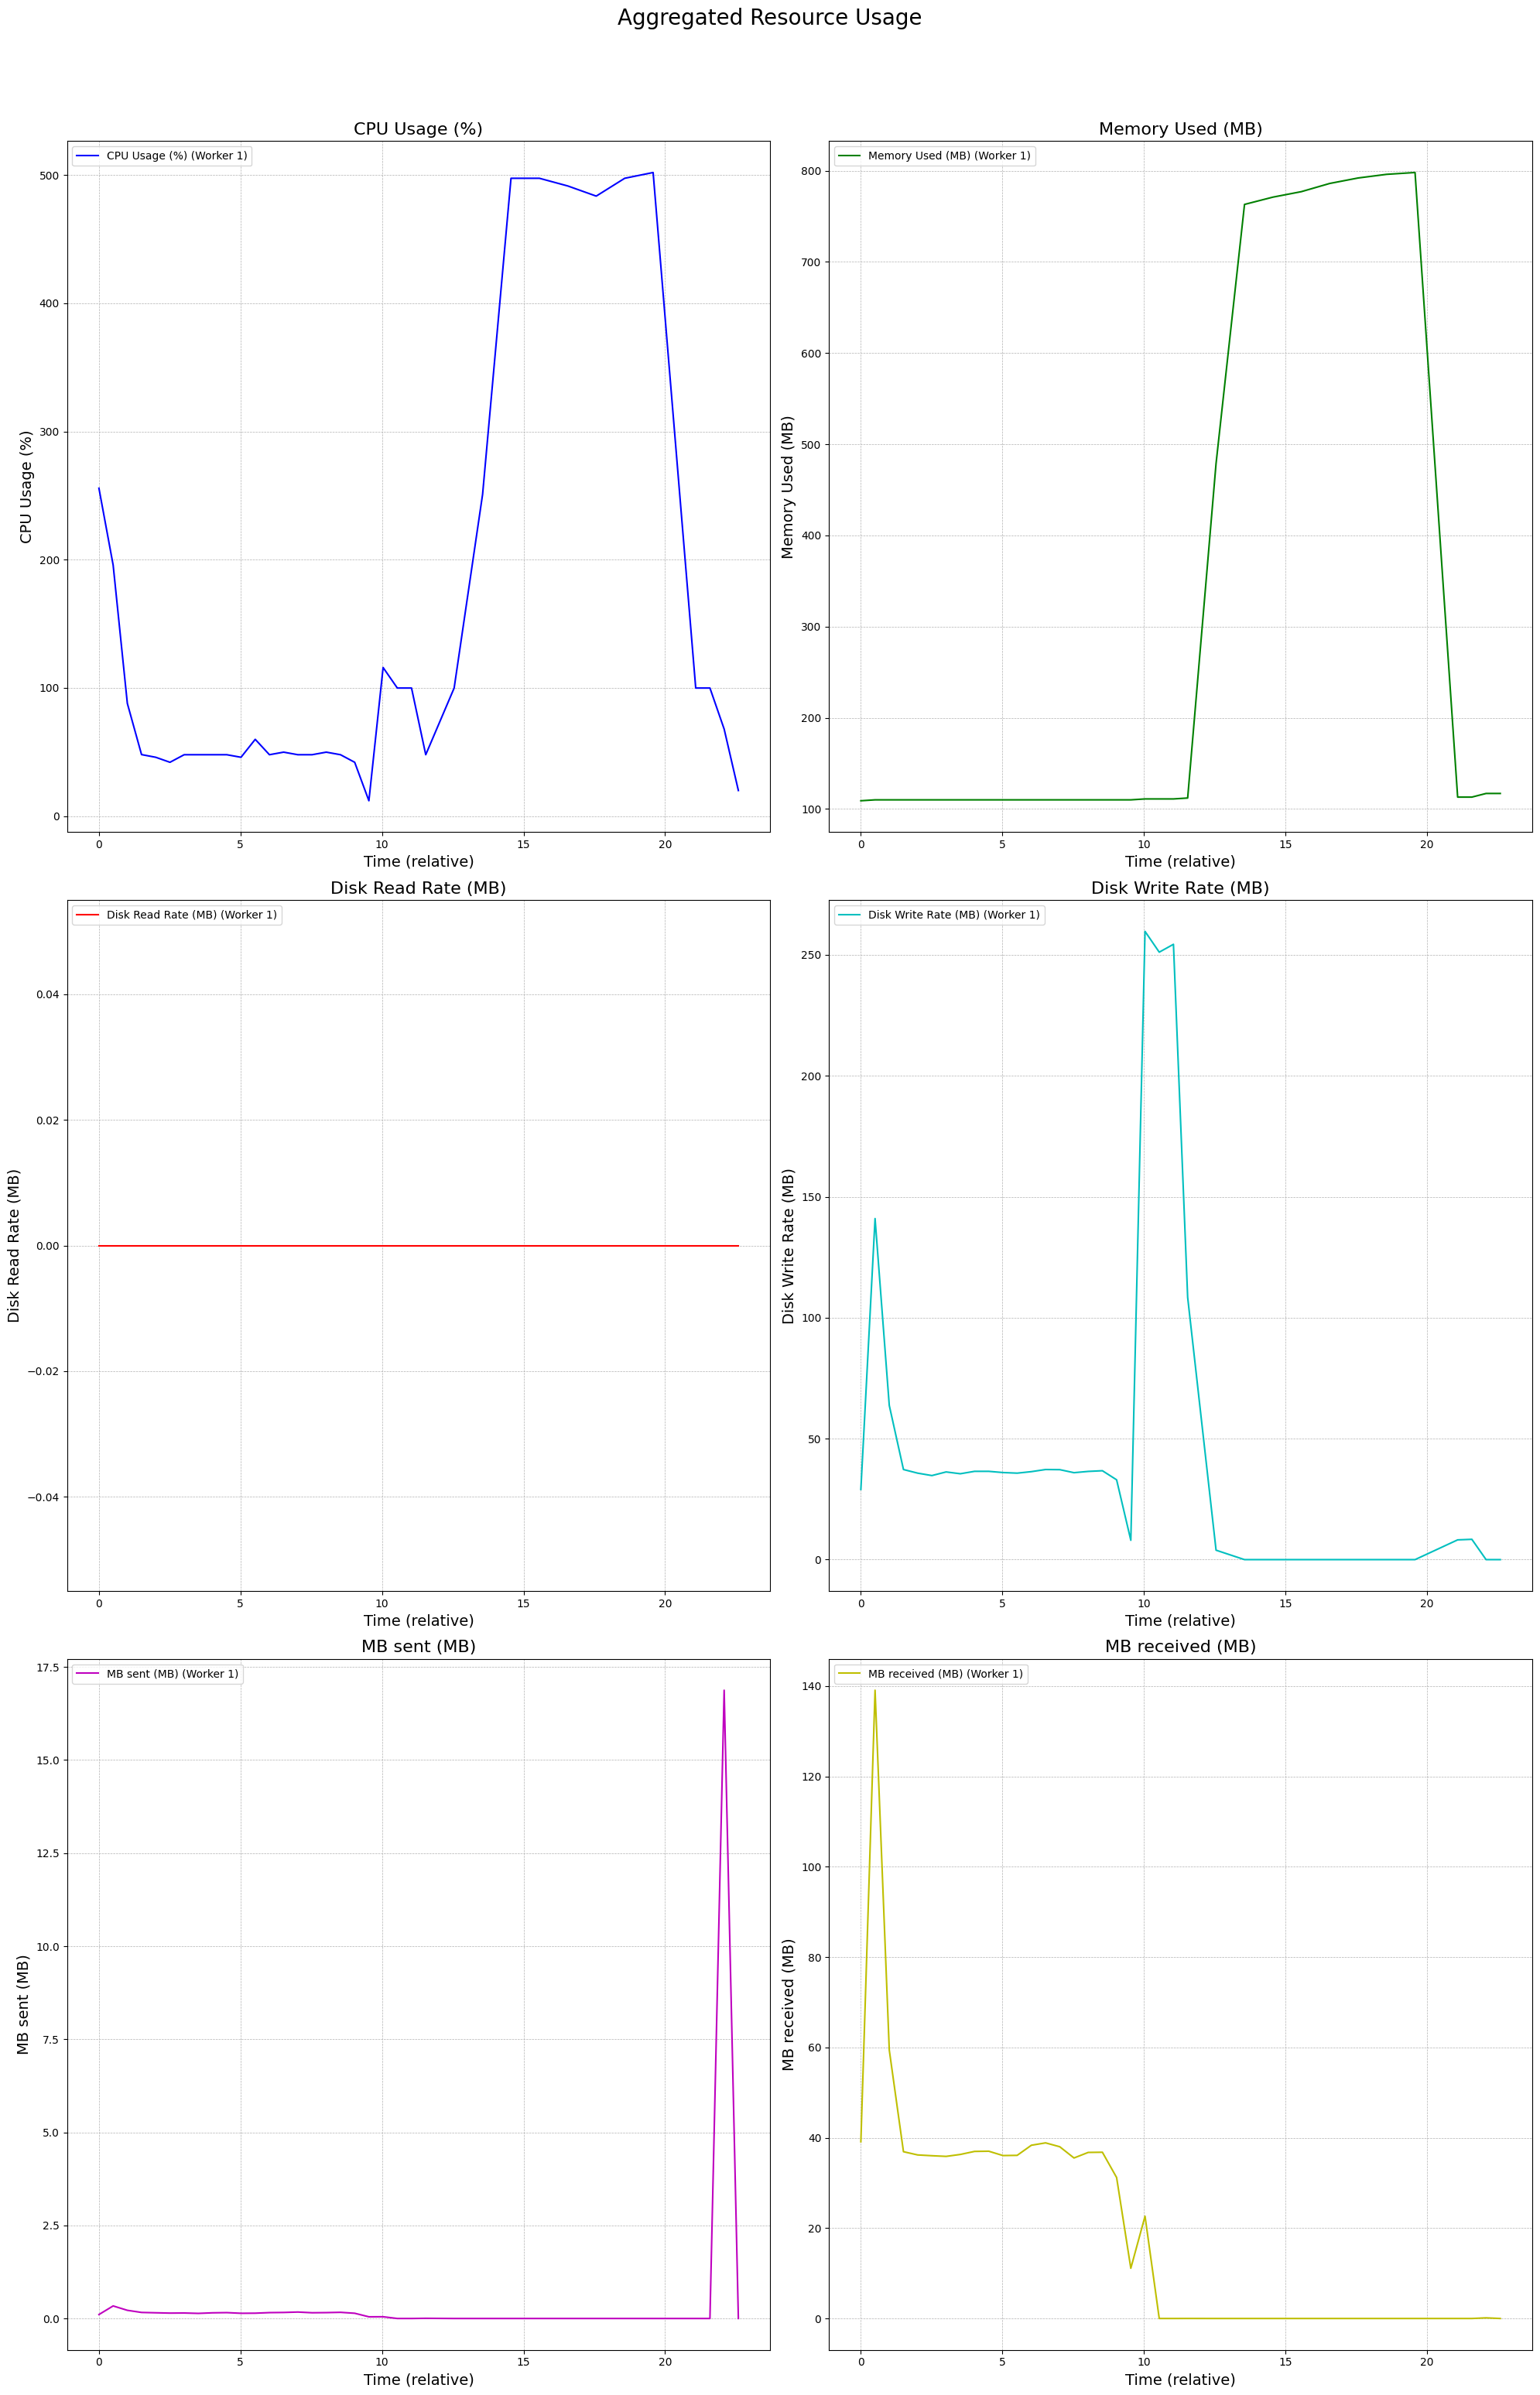 Aggregated Resource Usage
CPU Usage (%)
CPU Usage (%) (Worker 1)
500
400
300
200
100
0
CPU Usage (%)
0
5
10
15
20
Time (relative)
Memory Used (MB)
Memory Used (MB) (Worker 1)
800
700
600
500
400
300
200
100
Memory Used (MB)
0
5
10
15
20
Time (relative)
Disk Read Rate (MB)
Disk Read Rate (MB) (Worker 1)
0.04
0.02
0.00
−0.02
−0.04
Disk Read Rate (MB)
0
5
10
15
20
Time (relative)
Disk Write Rate (MB)
Disk Write Rate (MB) (Worker 1)
250
200
150
100
50
0
Disk Write Rate (MB)
0
5
10
15
20
Time (relative)
MB sent (MB)
MB sent (MB) (Worker 1)
17.5
15.0
12.5
10.0
7.5
5.0
2.5
0.0
MB sent (MB)
0
5
10
15
20
Time (relative)
MB received (MB)
MB received (MB) (Worker 1)
140
120
100
80
60
40
20
0
MB received (MB)
0
5
10
15
20
Time (relative)